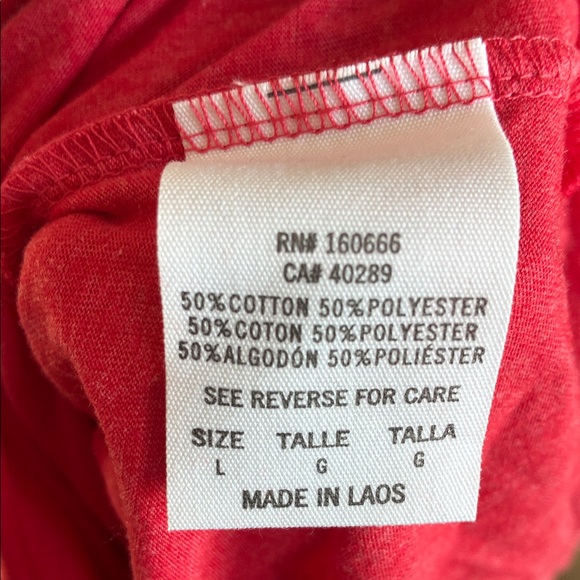 RN# 160666
CA# 40289
50%COTTON 50%POLYESTER
50%COTON 50%POLYESTER
50%ALGODÓN 50%POLIÉSTER
SEE REVERSE FOR CARE
SIZE TALLE TALLA
L G G
MADE IN LAOS